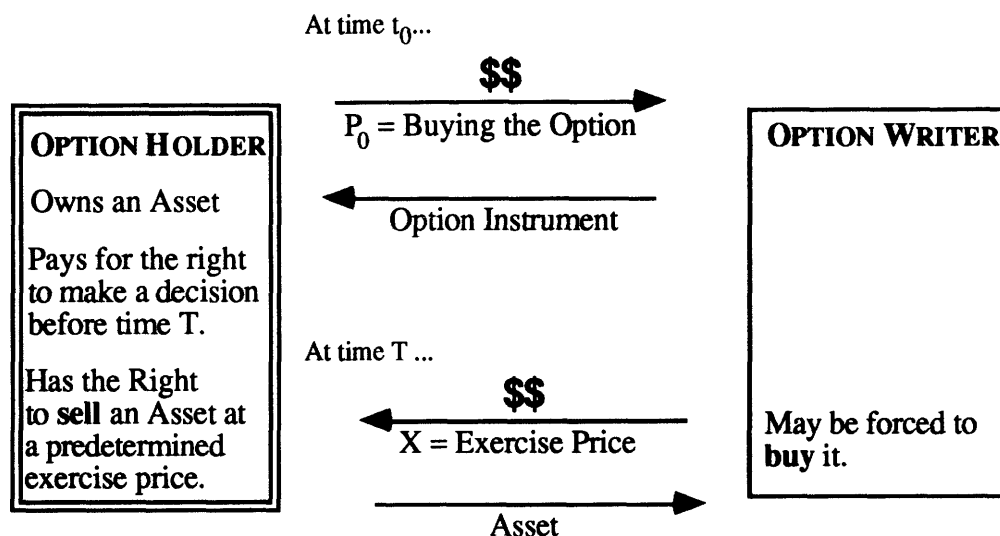 At time t0...
$$
P0 = Buying the Option
Option Instrument
OPTION HOLDER
Owns an Asset
Pays for the right
to make a decision
before time T.
Has the Right
to sell an Asset at
a predetermined
exercise price.
At time T ...
$$
X = Exercise Price
Asset
OPTION WRITER
May be forced to
buy it.